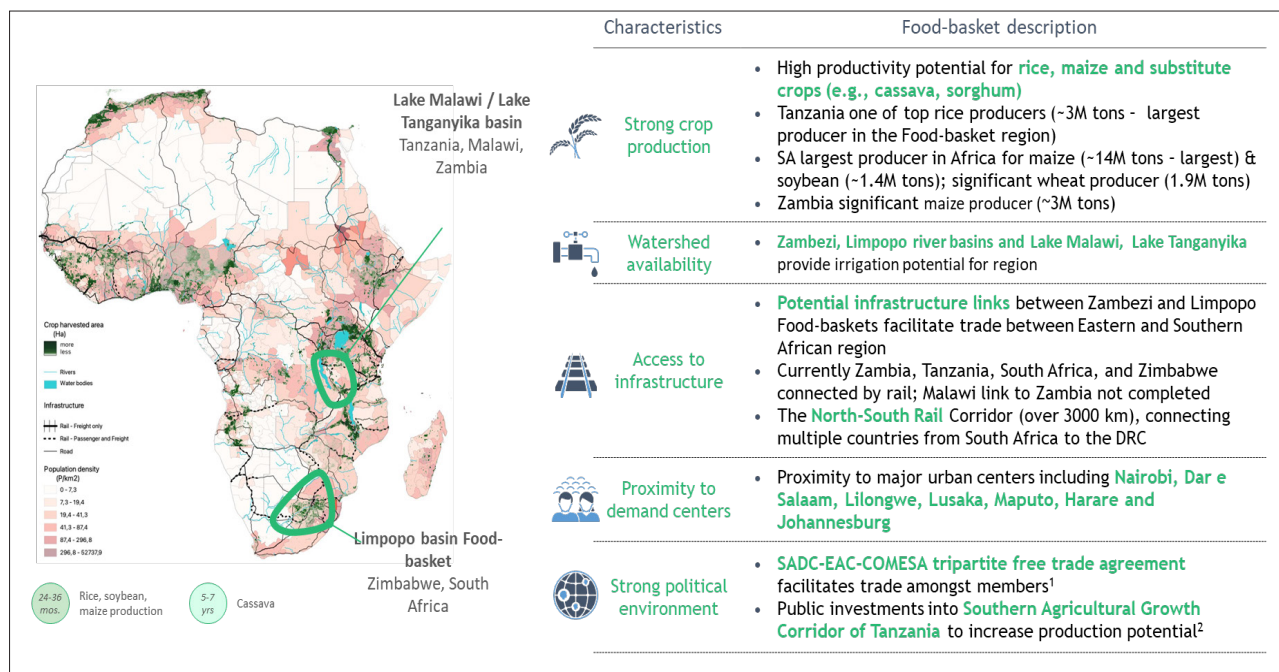 Characteristics
Food-basket description
Lake Malawi / Lake
Tanganyika basin
Tanzania, Malawi,
Zambia
Crop harvested area
(Ha)
more
less
Rivers
Water bodies
Infrastructure
Rail - Freight only
Rail - Passenger and Freight
Road
Population density
(P/km2)
0 - 7,3
7,3 - 19,4
19,4 - 41,3
41,3 - 87,4
87,4 - 296,8
296,8 - 52737,9
Limpopo basin Food-
basket
Zimbabwe, South
Africa
24-36
mos.
Rice, soybean,
maize production
5-7
yrs
Cassava
Strong crop
production
• High productivity potential for rice, maize and substitute
crops (e.g., cassava, sorghum)
• Tanzania one of top rice producers (~3M tons - largest
producer in the Food-basket region)
• SA largest producer in Africa for maize (~14M tons - largest) &
soybean (~1.4M tons); significant wheat producer (1.9M tons)
• Zambia significant maize producer (~3M tons)
Watershed
availability
• Zambezi, Limpopo river basins and Lake Malawi, Lake Tanganyika
provide irrigation potential for region
Access to
infrastructure
• Potential infrastructure links between Zambezi and Limpopo
Food-baskets facilitate trade between Eastern and Southern
African region
• Currently Zambia, Tanzania, South Africa, and Zimbabwe
connected by rail; Malawi link to Zambia not completed
• The North-South Rail Corridor (over 3000 km), connecting
multiple countries from South Africa to the DRC
Proximity to
demand centers
• Proximity to major urban centers including Nairobi, Dar e
Salaam, Lilongwe, Lusaka, Maputo, Harare and
Johannesburg
Strong political
environment
• SADC-EAC-COMESA tripartite free trade agreement
facilitates trade amongst members¹
• Public investments into Southern Agricultural Growth
Corridor of Tanzania to increase production potential²